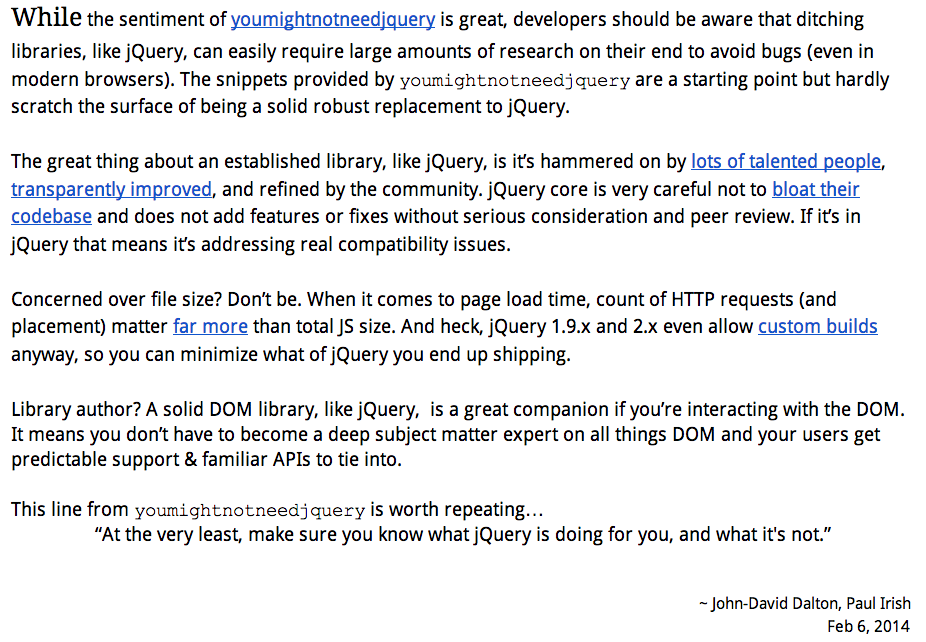 While the sentiment of youmightnotneedjquery is great, developers should be aware that ditching
libraries, like jQuery, can easily require large amounts of research on their end to avoid bugs (even in
modern browsers). The snippets provided by youmightnotneedjquery are a starting point but hardly
scratch the surface of being a solid robust replacement to jQuery.
The great thing about an established library, like jQuery, is it’s hammered on by lots of talented people,
transparently improved, and refined by the community. jQuery core is very careful not to bloat their
codebase and does not add features or fixes without serious consideration and peer review. If it’s in
jQuery that means it’s addressing real compatibility issues.
Concerned over file size? Don’t be. When it comes to page load time, count of HTTP requests (and
placement) matter far more than total JS size. And heck, jQuery 1.9.x and 2.x even allow custom builds
anyway, so you can minimize what of jQuery you end up shipping.
Library author? A solid DOM library, like jQuery,  is a great companion if you’re interacting with the DOM.
It means you don’t have to become a deep subject matter expert on all things DOM and your users get
predictable support & familiar APIs to tie into.
This line from youmightnotneedjquery is worth repeating…
“At the very least, make sure you know what jQuery is doing for you, and what it's not.”
~ John-David Dalton, Paul Irish
Feb 6, 2014